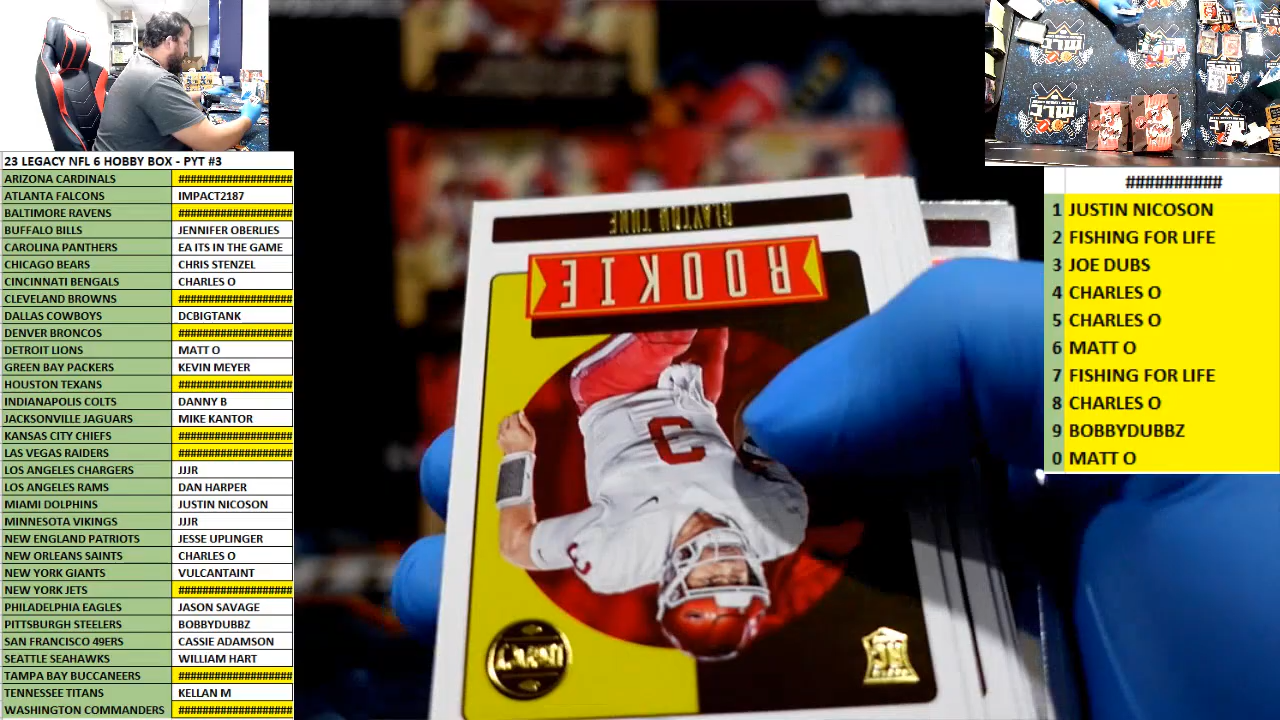 23 LEGACY NFL 6 HOBBY BOX - PYT #3
ARIZONA CARDINALS ###################
ATLANTA FALCONS IMPACT2187
BALTIMORE RAVENS ###################
BUFFALO BILLS JENNIFER OBERLIES
CAROLINA PANTHERS EA ITS IN THE GAME
CHICAGO BEARS CHRIS STENZEL
CINCINNATI BENGALS CHARLES O
CLEVELAND BROWNS ###################
DALLAS COWBOYS DCBIGTANK
DENVER BRONCOS ###################
DETROIT LIONS MATT O
GREEN BAY PACKERS KEVIN MEYER
HOUSTON TEXANS ###################
INDIANAPOLIS COLTS DANNY B
JACKSONVILLE JAGUARS MIKE KANTOR
KANSAS CITY CHIEFS ###################
LAS VEGAS RAIDERS ###################
LOS ANGELES CHARGERS JJJR
LOS ANGELES RAMS DAN HARPER
MIAMI DOLPHINS JUSTIN NICOSON
MINNESOTA VIKINGS JJJR
NEW ENGLAND PATRIOTS JESSE UPLINGER
NEW ORLEANS SAINTS CHARLES O
NEW YORK GIANTS VULCANTAINT
NEW YORK JETS ###################
PHILADELPHIA EAGLES JASON SAVAGE
PITTSBURGH STEELERS BOBBYDUBBZ
SAN FRANCISCO 49ERS CASSIE ADAMSON
SEATTLE SEAHAWKS WILLIAM HART
TAMPA BAY BUCCANEERS ###################
TENNESSEE TITANS KELLAN M
WASHINGTON COMMANDERS ###################
CLAYTON TUNE
ROOKIE
3
3
LEGACY
##########
1 JUSTIN NICOSON
2 FISHING FOR LIFE
3 JOE DUBS
4 CHARLES O
5 CHARLES O
6 MATT O
7 FISHING FOR LIFE
8 CHARLES O
9 BOBBYDUBBZ
0 MATT O